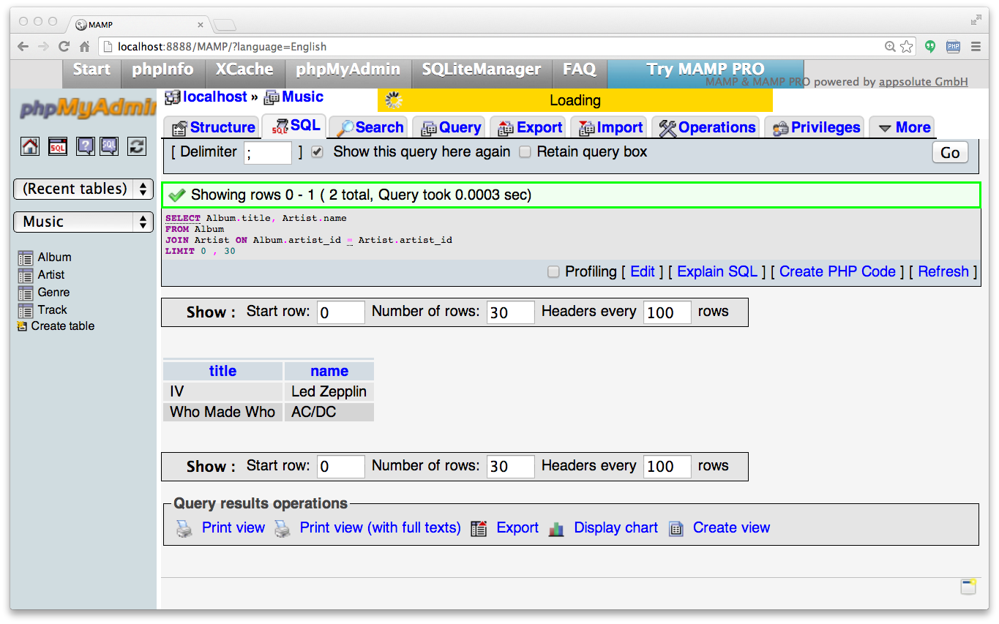 MAMP
localhost:8888/MAMP/?language=English
PHP
Start phpInfo XCache phpMyAdmin SQLiteManager FAQ Try MAMP PRO
MAMP & MAMP PRO powered by appsolute GmbH
phpMyAdmin
localhost » Music
Loading
Structure SQL Search Query Export Import Operations Privileges More
SQL ? SQL
[ Delimiter ; ] Show this query here again Retain query box Go
(Recent tables)
Music
Album
Artist
Genre
Track
Create table
Showing rows 0 - 1 ( 2 total, Query took 0.0003 sec)
SELECT Album.title, Artist.name
FROM Album
JOIN Artist ON Album.artist_id = Artist.artist_id
LIMIT 0 , 30
Profiling [ Edit ] [ Explain SQL ] [ Create PHP Code ] [ Refresh ]
Show : Start row: 0 Number of rows: 30 Headers every 100 rows
title name
IV Led Zepplin
Who Made Who AC/DC
Show : Start row: 0 Number of rows: 30 Headers every 100 rows
Query results operations
Print view Print view (with full texts) Export Display chart Create view